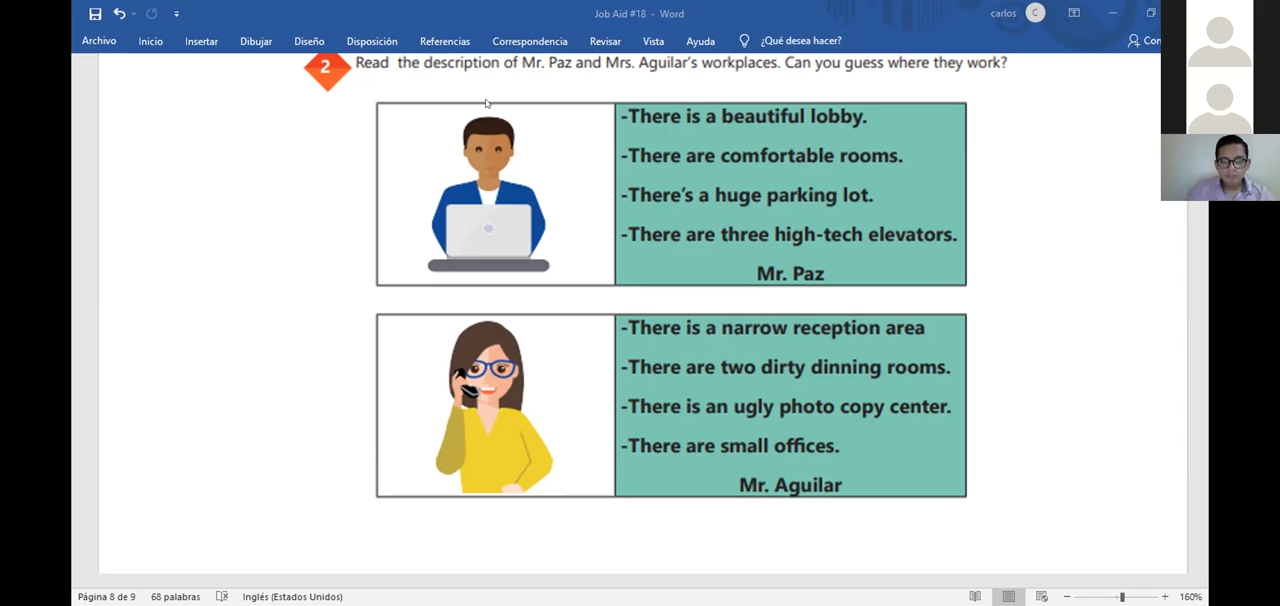 Job Aid #18 - Word
carlos
C
Archivo Inicio Insertar Dibujar Diseño Disposición Referencias Correspondencia Revisar Vista Ayuda ¿Qué desea hacer? Con
2 Read the description of Mr. Paz and Mrs. Aguilar's workplaces. Can you guess where they work?
-There is a beautiful lobby.
-There are comfortable rooms.
-There's a huge parking lot.
-There are three high-tech elevators.
Mr. Paz
-There is a narrow reception area
-There are two dirty dinning rooms.
-There is an ugly photo copy center.
-There are small offices.
Mr. Aguilar
Página 8 de 9 68 palabras Inglés (Estados Unidos) 160%